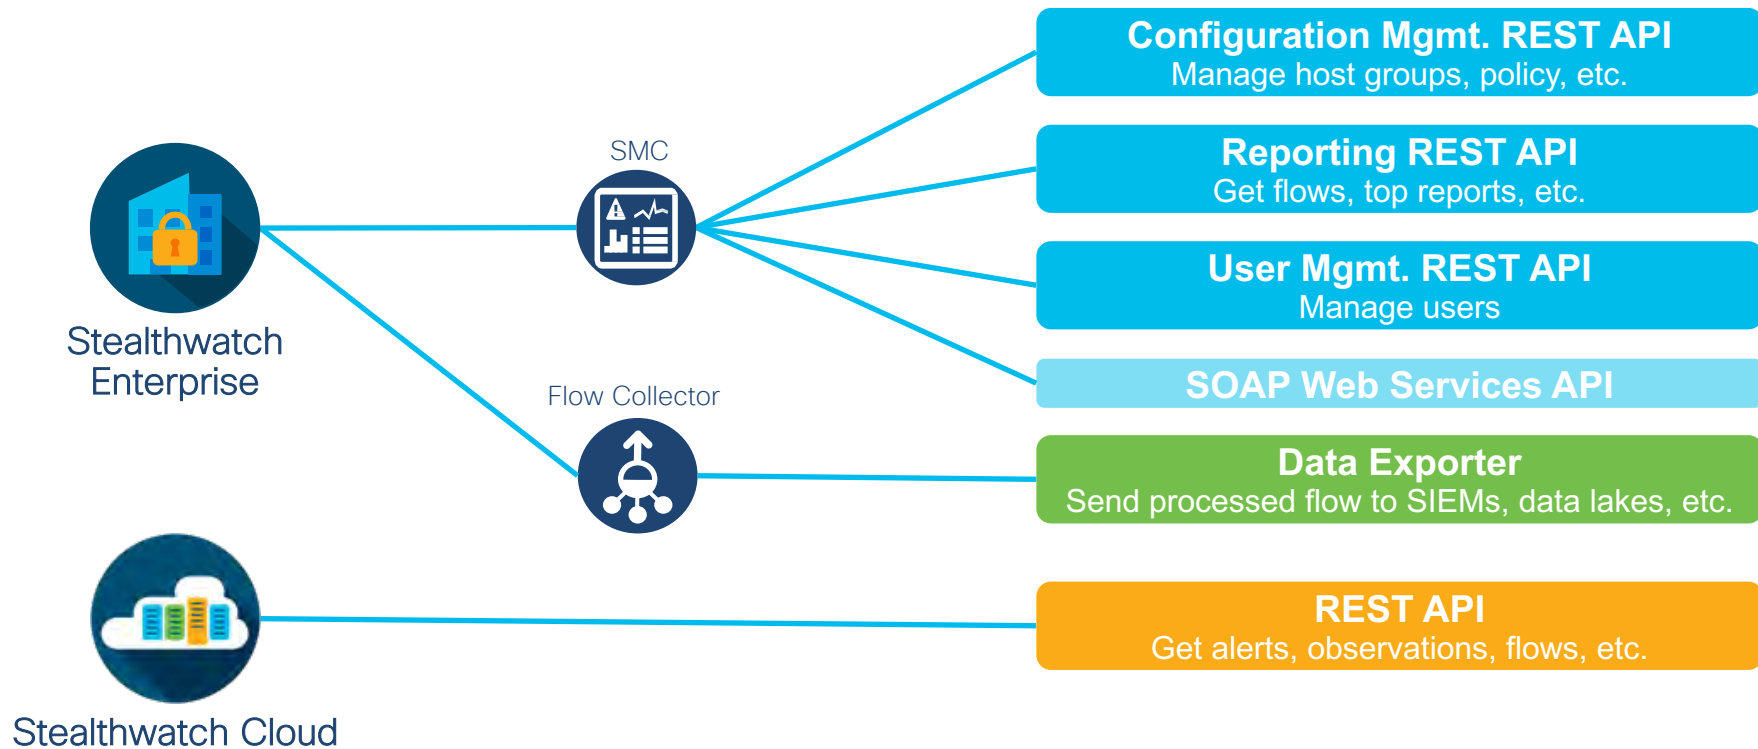 Configuration Mgmt. REST API
Manage host groups, policy, etc.
SMC
Reporting REST API
Get flows, top reports, etc.
User Mgmt. REST API
Manage users
Stealthwatch
Enterprise
SOAP Web Services API
Flow Collector
Data Exporter
Send processed flow to SIEMs, data lakes, etc.
REST API
Get alerts, observations, flows, etc.
Stealthwatch Cloud